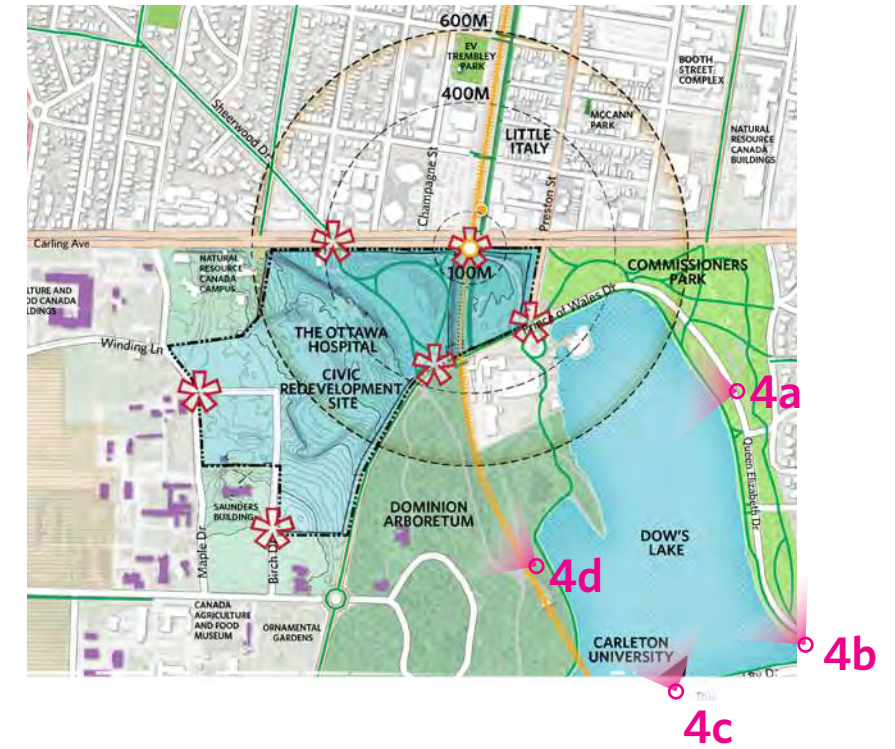 600M
EV
TREMBLEY
PARK
BOOTH
STREET
COMPLEX
400M
Sheerwood Dr
MCCANN
PARK
LITTLE
ITALY
NATURAL
RESOURCE
CANADA
BUILDINGS
Champagne St
Preston St
Carling Ave
NATURAL
RESOURCE
CANADA
CAMPUS
100M
COMMISSIONERS
PARK
LTURE AND
OD CANADA
LDINGS
Prince of Wales Dr
Winding Ln
THE OTTAWA
HOSPITAL
CIVIC
REDEVELOPMENT
SITE
4a
Queen Elizabeth Dr
SAUNDERS
BUILDING
DOMINION
ARBORETUM
DOW'S
LAKE
Maple Dr
Birch Dr
4d
CANADA
AGRICULTURE
AND FOOD
MUSEUM
ORNAMENTAL
GARDENS
CARLETON
UNIVERSITY
4b
4c